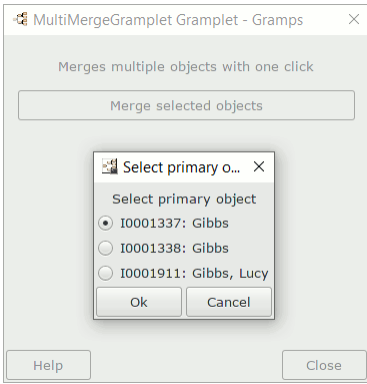 MultiMergeGramplet Gramplet - Gramps
Merges multiple objects with one click
Merge selected objects
Select primary o...
Select primary object
I0001337: Gibbs
I0001338: Gibbs
I0001911: Gibbs, Lucy
Ok Cancel
Help Close